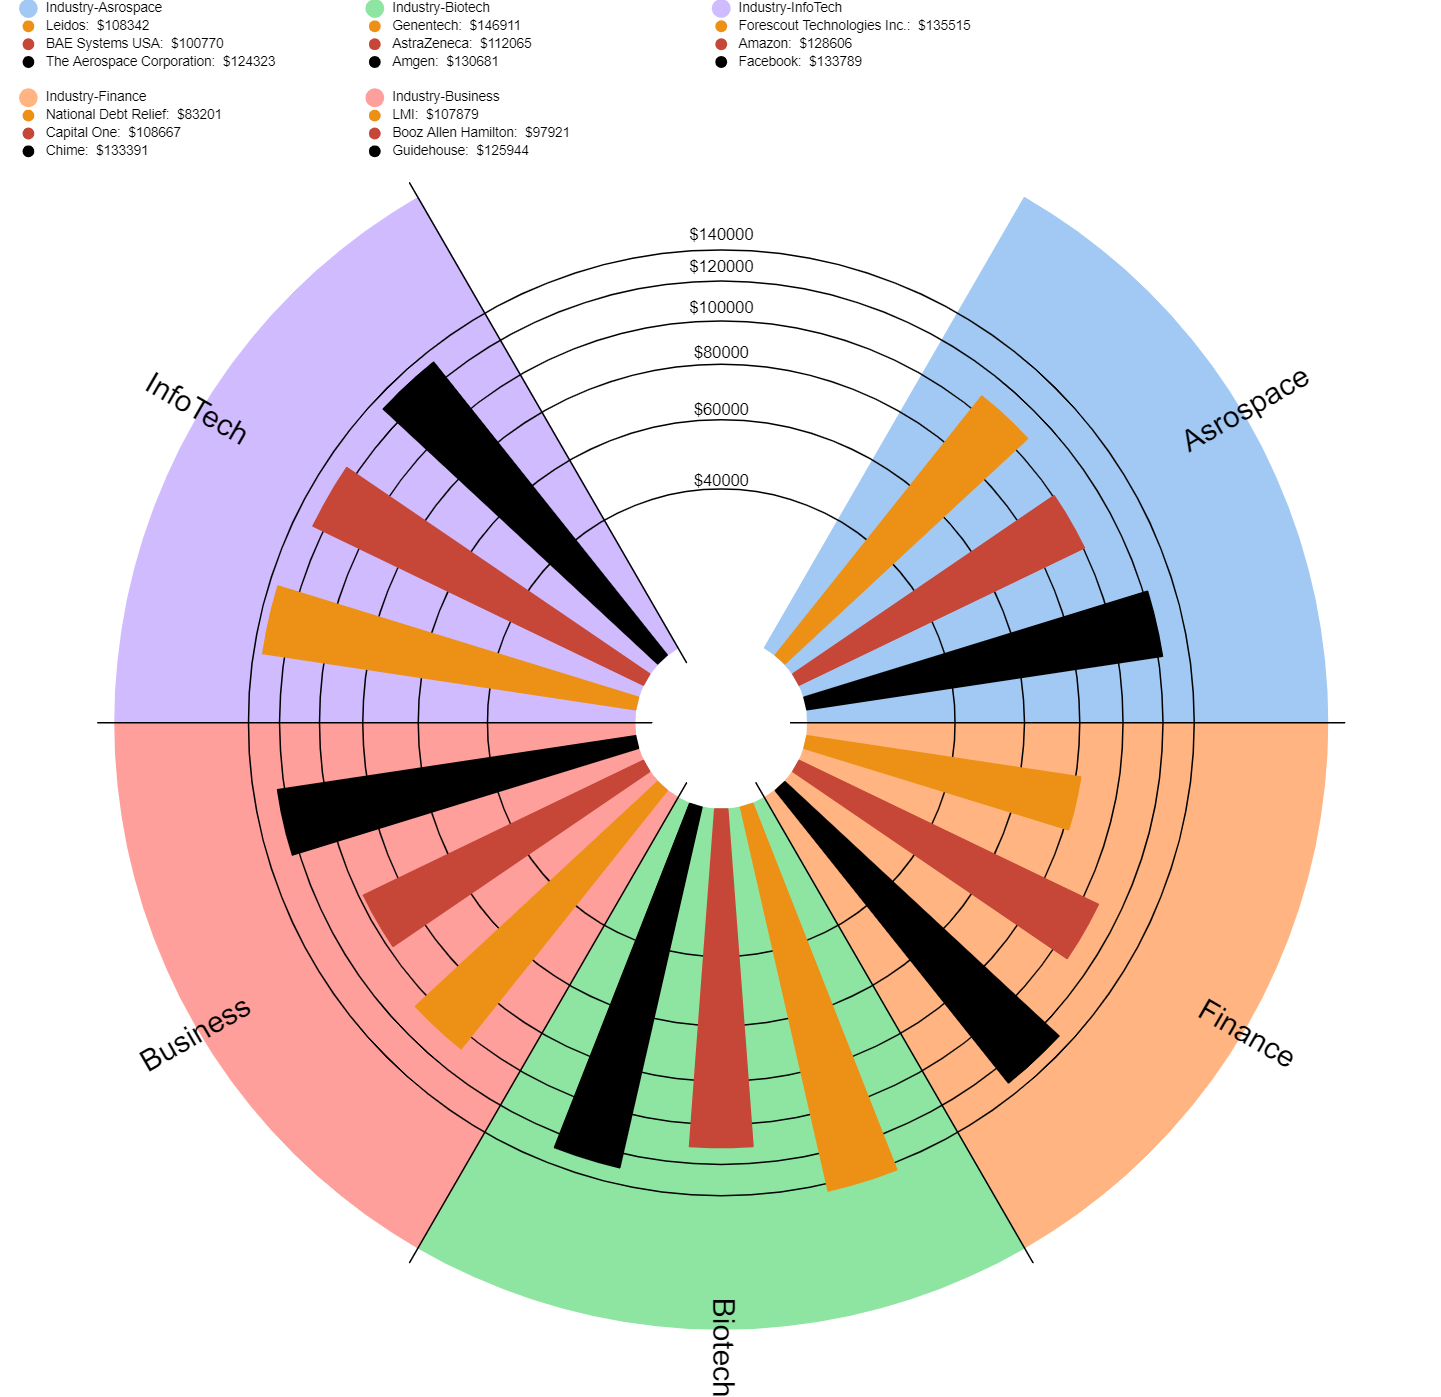 Industry-Asrospace
Leidos: $108342
BAE Systems USA: $100770
The Aerospace Corporation: $124323
Industry-Biotech
Genentech: $146911
AstraZeneca: $112065
Amgen: $130681
Industry-InfoTech
Forescout Technologies Inc.: $135515
Amazon: $128606
Facebook: $133789
Industry-Finance
National Debt Relief: $83201
Capital One: $108667
Chime: $133391
Industry-Business
LMI: $107879
Booz Allen Hamilton: $97921
Guidehouse: $125944
$140000
$120000
$100000
$80000
$60000
$40000
InfoTech
Asrospace
Business
Finance
Biotech